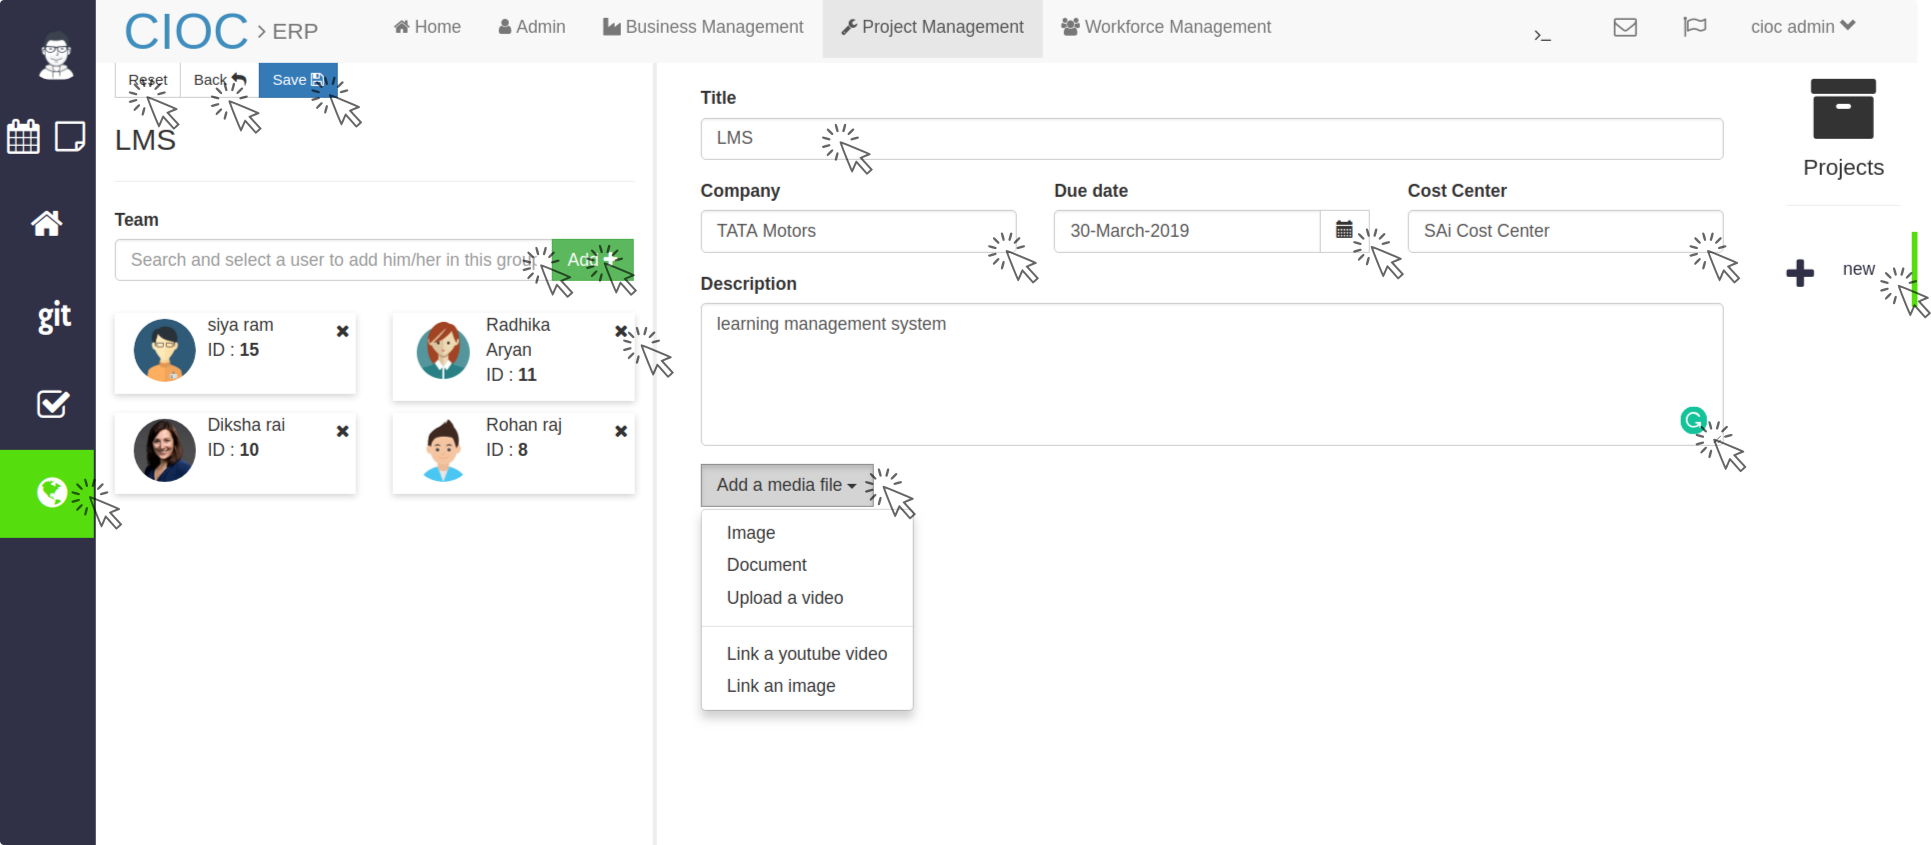 CIOC > ERP
Home
Admin
Business Management
Project Management
Workforce Management
>_
cioc admin
Reset
Back
Save
LMS
Team
Search and select a user to add him/her in this group
Add
siya ram
ID : 15
Radhika
Aryan
ID : 11
Diksha rai
ID : 10
Rohan raj
ID : 8
git
Title
LMS
Company
Due date
Cost Center
TATA Motors
30-March-2019
SAi Cost Center
Description
learning management system
Add a media file
Image
Document
Upload a video
Link a youtube video
Link an image
Projects
new